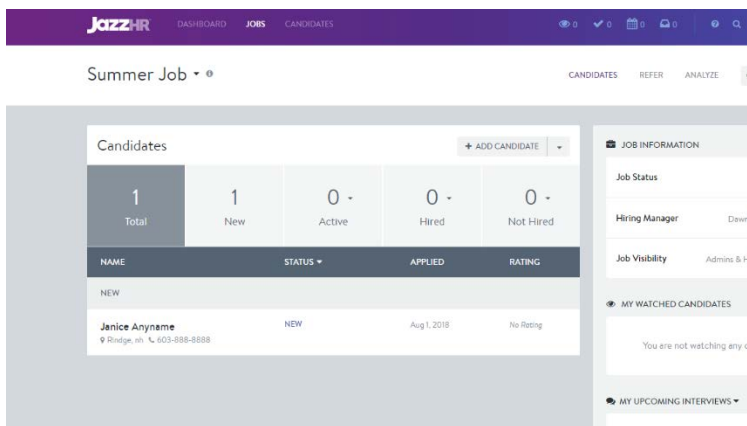 JazzHR DASHBOARD JOBS CANDIDATES 0 0 0 0
Summer Job CANDIDATES REFER ANALYZE
Candidates + ADD CANDIDATE
1 1 0 0 0
Total New Active Hired Not Hired
NAME STATUS APPLIED RATING
NEW
Janice Anyname NEW Aug 1, 2018 No Rating
Rindge, nh 603-888-8888
JOB INFORMATION
Job Status
Hiring Manager Dawn
Job Visibility Admins & H
MY WATCHED CANDIDATES
You are not watching any c
MY UPCOMING INTERVIEWS